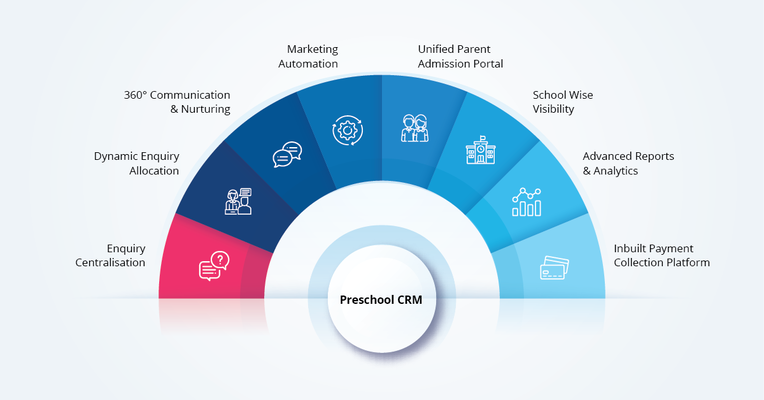 Marketing
Automation
Unified Parent
Admission Portal
360° Communication
& Nurturing
School Wise
Visibility
Dynamic Enquiry
Allocation
Advanced Reports
& Analytics
Enquiry
Centralisation
Inbuilt Payment
Collection Platform
Preschool CRM